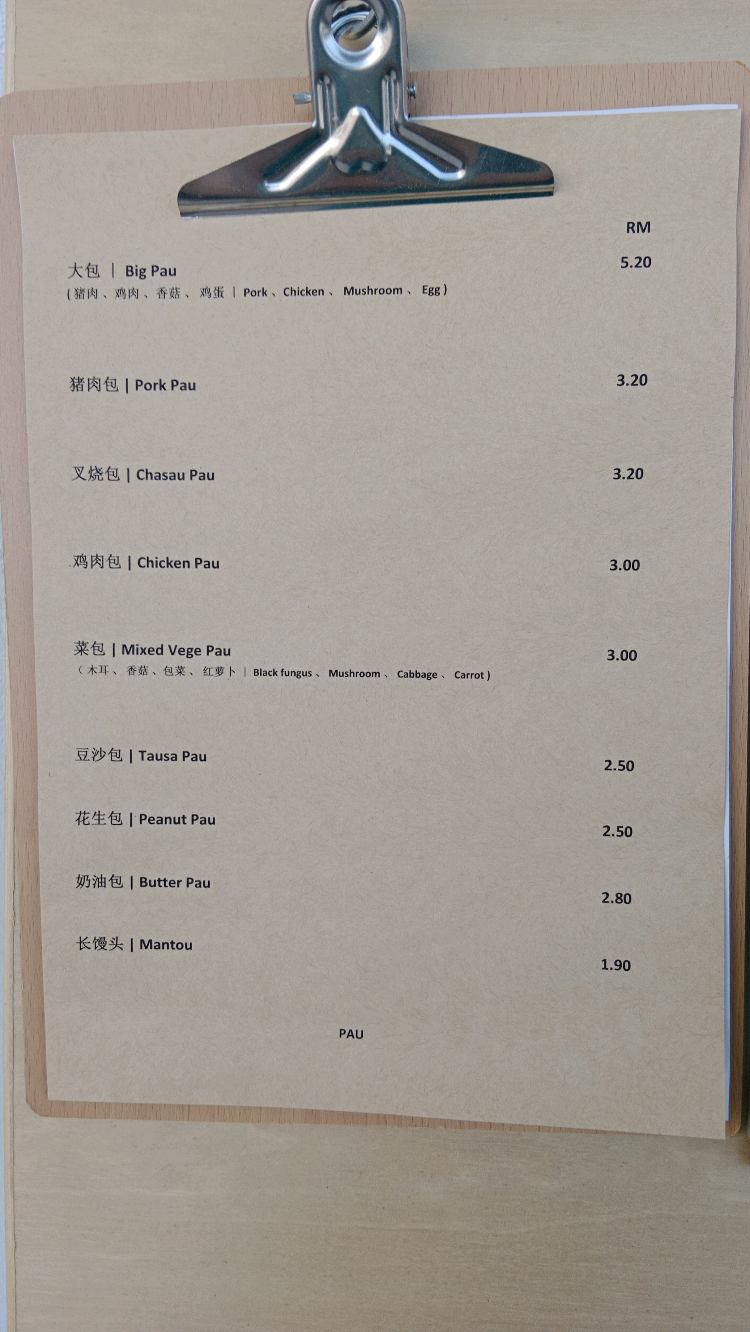 RM
大包 | Big Pau 5.20
(猪肉、鸡肉、香菇、鸡蛋 | Pork、Chicken、Mushroom、Egg)
猪肉包 | Pork Pau 3.20
叉烧包 | Chasau Pau 3.20
鸡肉包 | Chicken Pau 3.00
菜包 | Mixed Vege Pau 3.00
(木耳、香菇、包菜、红萝卜 | Black fungus、Mushroom、Cabbage、Carrot)
豆沙包 | Tausa Pau 2.50
花生包 | Peanut Pau 2.50
奶油包 | Butter Pau 2.80
长馒头 | Mantou 1.90
PAU